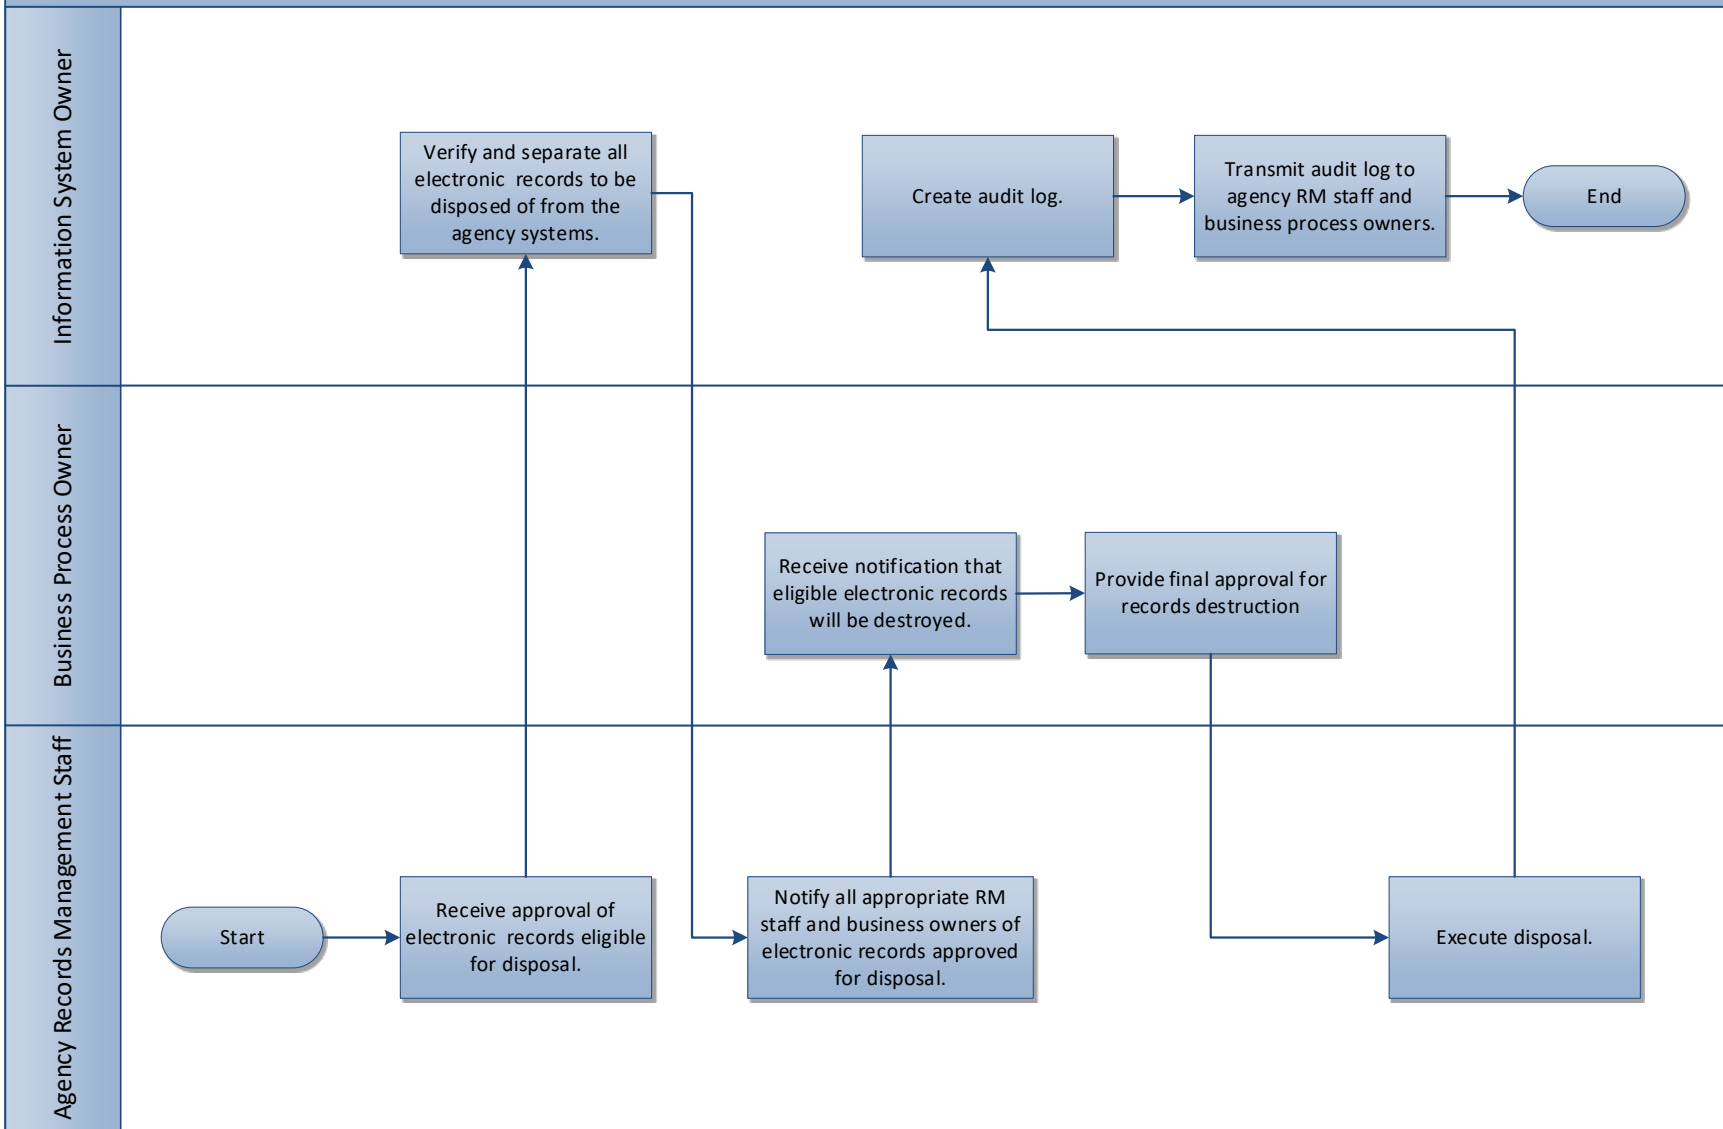 Information System Owner
Verify and separate all
electronic records to be
disposed of from the
agency systems.
Create audit log.
Transmit audit log to
agency RM staff and
business process owners.
End
Business Process Owner
Receive notification that
eligible electronic records
will be destroyed.
Provide final approval for
records destruction
Agency Records Management Staff
Start
Receive approval of
electronic records eligible
for disposal.
Notify all appropriate RM
staff and business owners of
electronic records approved
for disposal.
Execute disposal.